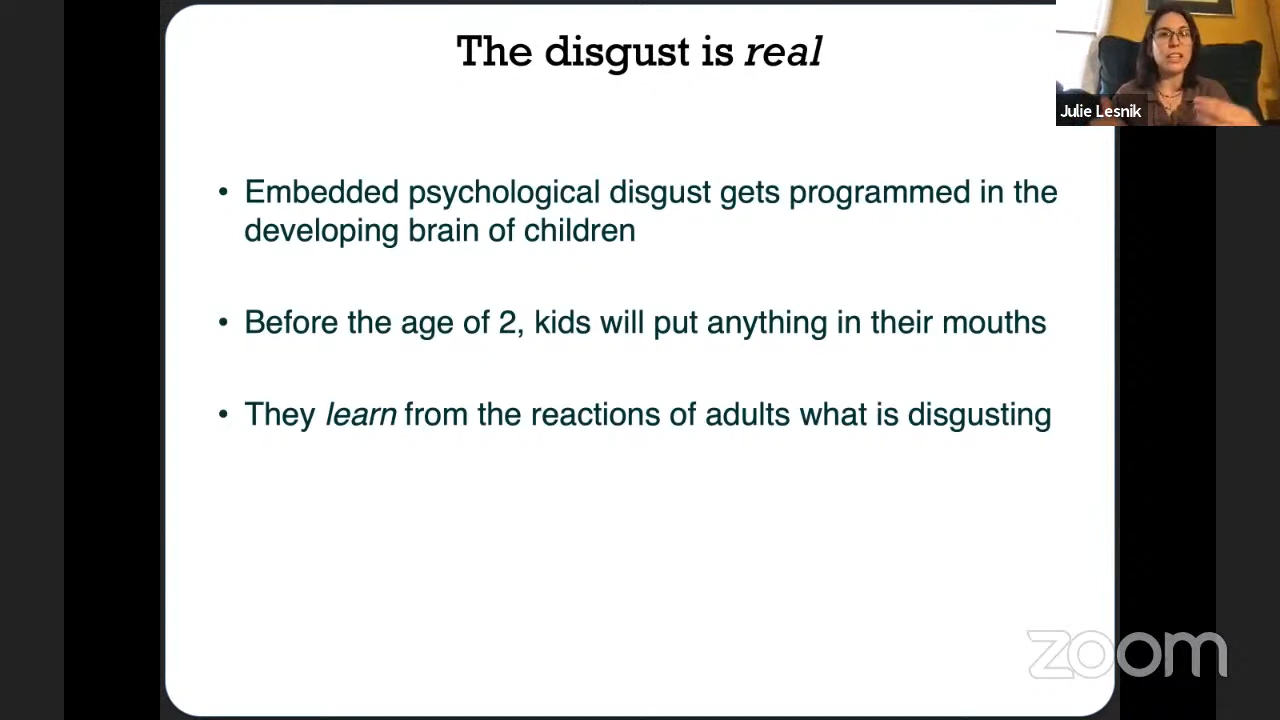 The disgust is real
Julie Lesnik
• Embedded psychological disgust gets programmed in the
developing brain of children
• Before the age of 2, kids will put anything in their mouths
• They learn from the reactions of adults what is disgusting
zoom